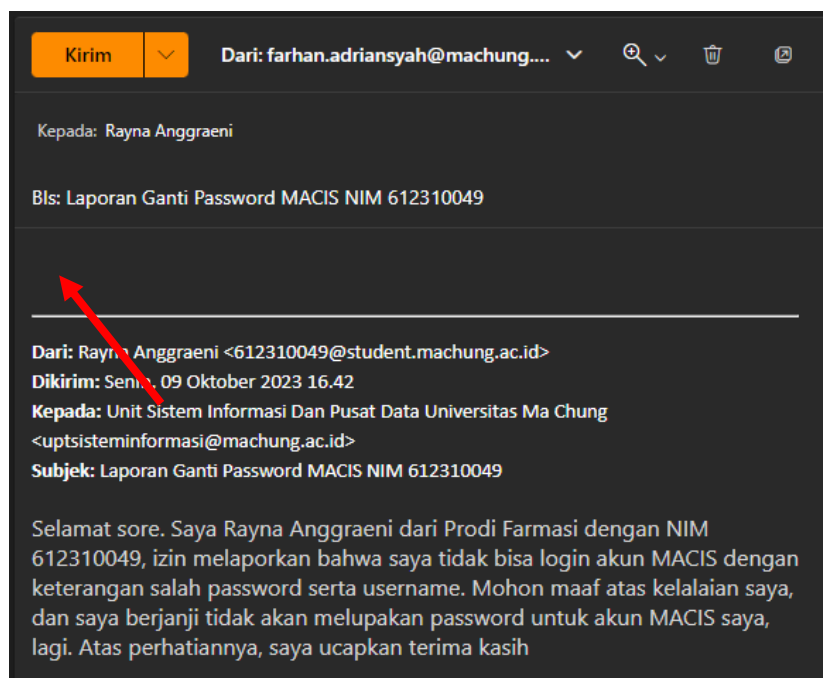 Kirim
Dari: farhan.adriansyah@machung....
Kepada: Rayna Anggraeni
Bls: Laporan Ganti Password MACIS NIM 612310049
Dari: Rayna Anggraeni <612310049@student.machung.ac.id>
Dikirim: Senin, 09 Oktober 2023 16.42
Kepada: Unit Sistem Informasi Dan Pusat Data Universitas Ma Chung
<uptsisteminformasi@machung.ac.id>
Subjek: Laporan Ganti Password MACIS NIM 612310049
Selamat sore. Saya Rayna Anggraeni dari Prodi Farmasi dengan NIM
612310049, izin melaporkan bahwa saya tidak bisa login akun MACIS dengan
keterangan salah password serta username. Mohon maaf atas kelalaian saya,
dan saya berjanji tidak akan melupakan password untuk akun MACIS saya,
lagi. Atas perhatiannya, saya ucapkan terima kasih